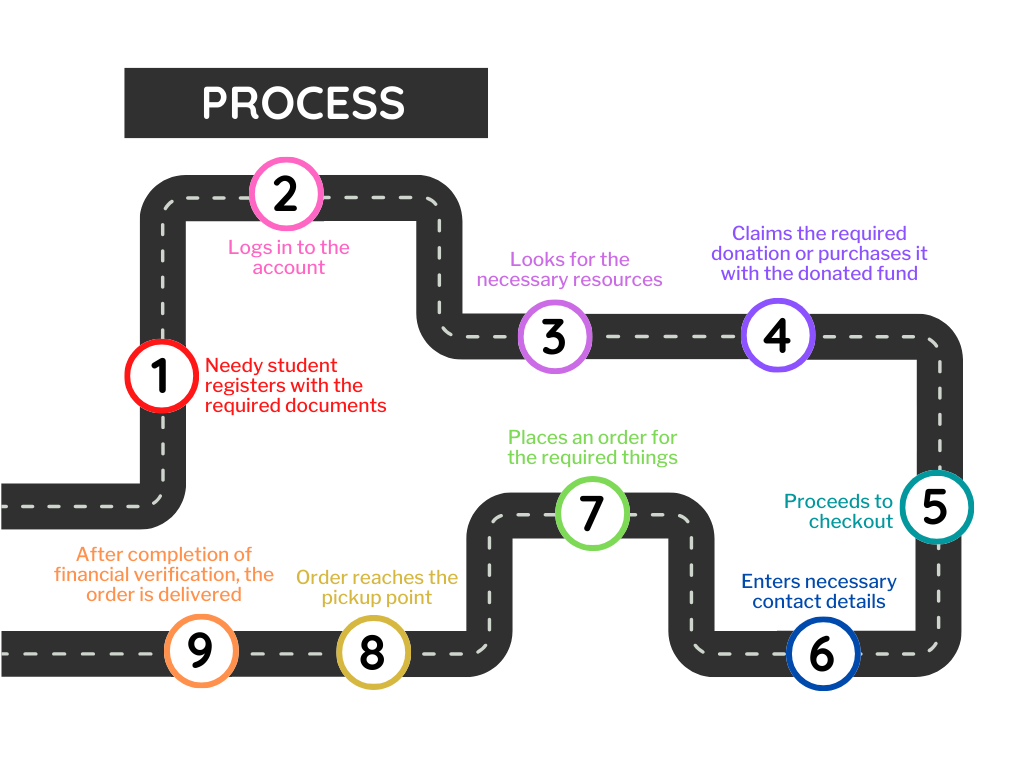 PROCESS
1
Needy student
registers with the
required documents
2
Logs in to the
account
3
Looks for the
necessary resources
4
Claims the required
donation or purchases it
with the donated fund
5
Proceeds to
checkout
6
Enters necessary
contact details
7
Places an order for
the required things
8
Order reaches the
pickup point
9
After completion of
financial verification, the
order is delivered